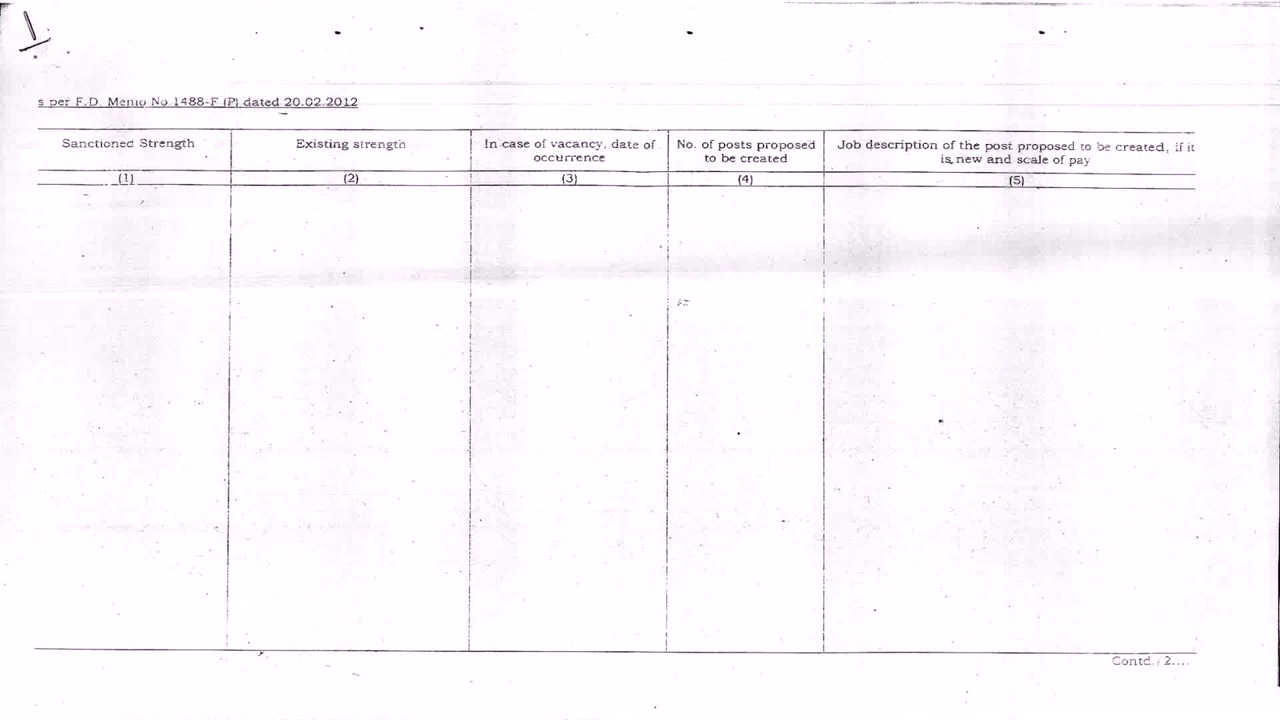 s per F.D. Memo No 1488-F (P) dated 20.02.2012
Sanctioned Strength
Existing strength
In case of vacancy, date of
occurrence
No. of posts proposed
to be created
Job description of the post proposed to be created, if it
is new and scale of pay
(1)
(2)
(3)
(4)
(5)
Contd./2....